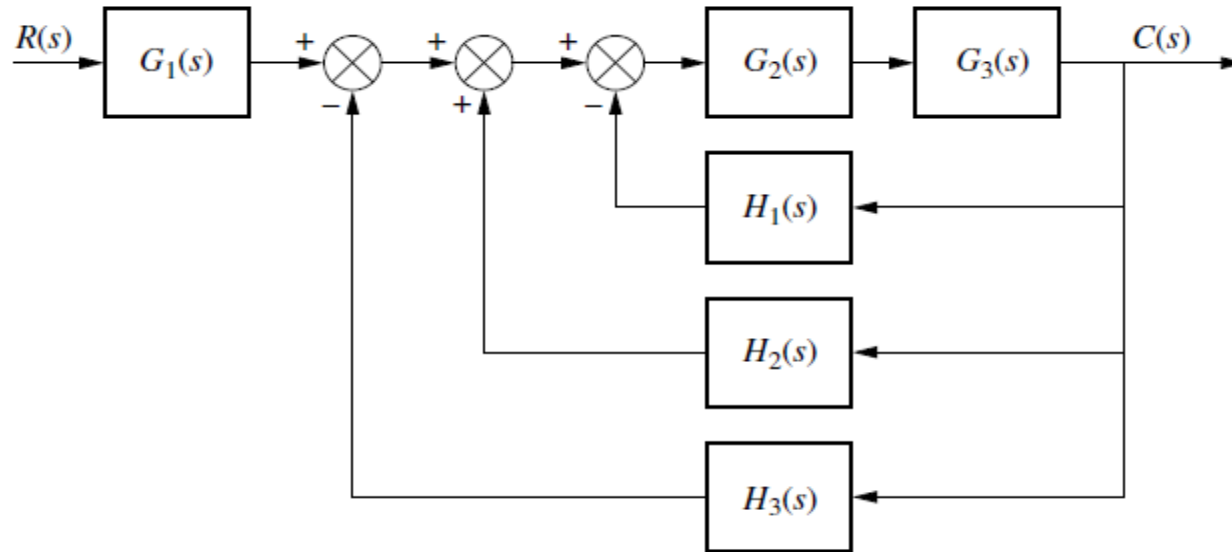 R(s)
G₁(s)
+
+
+
G₂(s)
G₃(s)
C(s)
−
+
−
H₁(s)
H₂(s)
H₃(s)